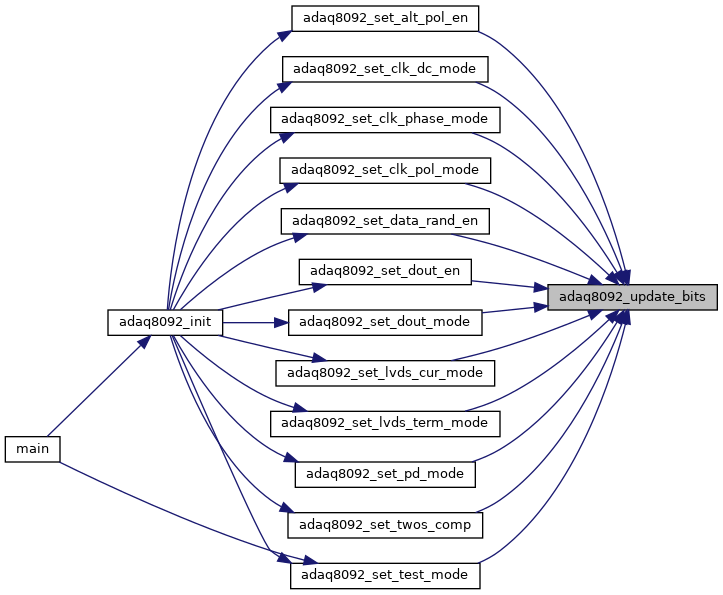 adaq8092_set_alt_pol_en
adaq8092_set_clk_dc_mode
adaq8092_set_clk_phase_mode
adaq8092_set_clk_pol_mode
adaq8092_set_data_rand_en
adaq8092_set_dout_en
adaq8092_update_bits
adaq8092_init
adaq8092_set_dout_mode
adaq8092_set_lvds_cur_mode
adaq8092_set_lvds_term_mode
main
adaq8092_set_pd_mode
adaq8092_set_twos_comp
adaq8092_set_test_mode